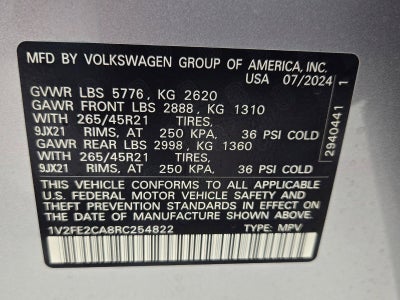 MFD BY VOLKSWAGEN GROUP OF AMERICA, INC.
USA 07/2024
GVWR LBS 5776, KG 2620
GAWR FRONT LBS 2888, KG 1310
WITH 265/45R21 TIRES,
9JX21 RIMS, AT 250 KPA, 36 PSI COLD
GAWR REAR LBS 2998, KG 1360
WITH 265/45R21 TIRES,
9JX21 RIMS, AT 250 KPA, 36 PSI COLD
THIS VEHICLE CONFORMS TO ALL APPLICABLE
U.S. FEDERAL MOTOR VEHICLE SAFETY AND
THEFT PREVENTION STANDARDS IN EFFECT ON
THE DATE OF MANUFACTURE SHOWN ABOVE.
1V2FE2CA8RC254822 TYPE: MPV
2940441 1